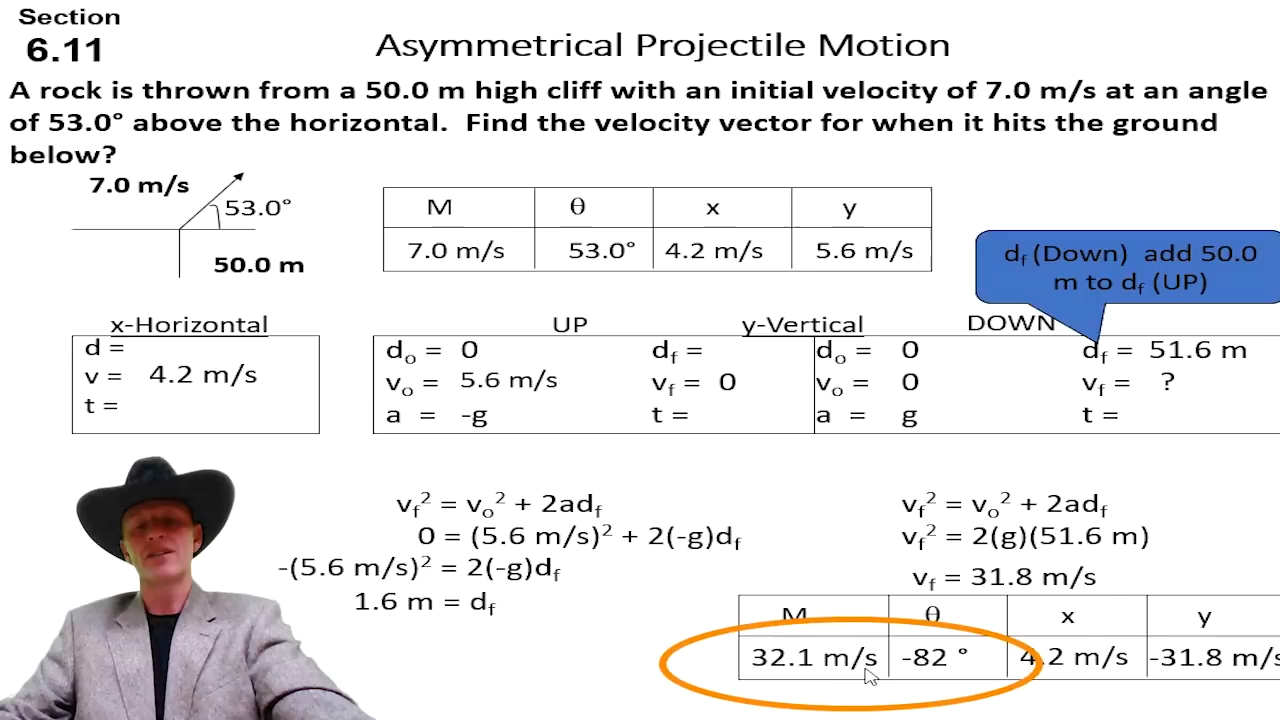 Section
6.11
Asymmetrical Projectile Motion
A rock is thrown from a 50.0 m high cliff with an initial velocity of 7.0 m/s at an angle
of 53.0° above the horizontal.  Find the velocity vector for when it hits the ground
below?
7.0 m/s
53.0°
50.0 m
M θ x y
7.0 m/s 53.0° 4.2 m/s 5.6 m/s
df (Down) add 50.0
m to df (UP)
x-Horizontal UP y-Vertical DOWN
d =
v = 4.2 m/s
t =
do = 0 df =
vo = 5.6 m/s vf = 0
a = -g t =
do = 0 df = 51.6 m
vo = 0 vf = ?
a = g t =
vf² = vo² + 2adf
0 = (5.6 m/s)² + 2(-g)df
-(5.6 m/s)² = 2(-g)df
1.6 m = df
vf² = vo² + 2adf
vf² = 2(g)(51.6 m)
vf = 31.8 m/s
M θ x y
32.1 m/s -82 ° 4.2 m/s -31.8 m/s